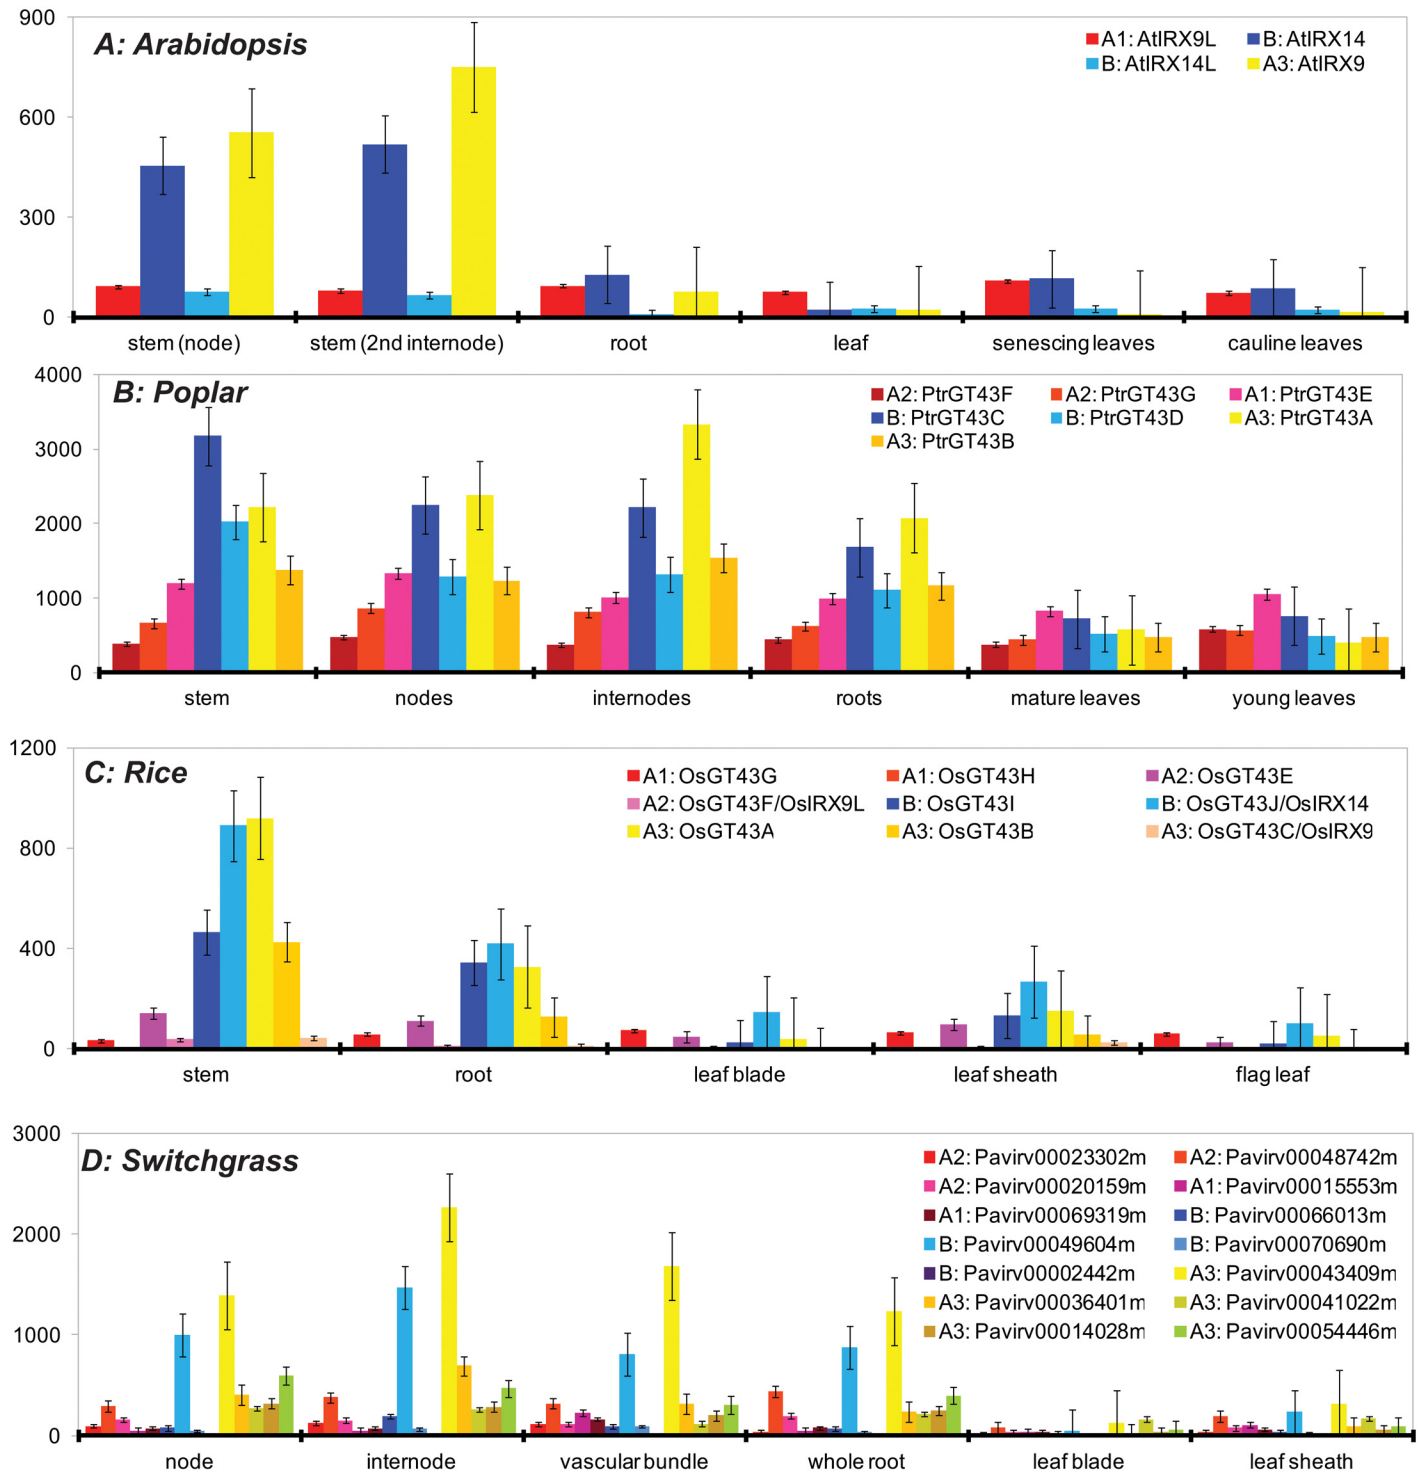 A: Arabidopsis
900
600
300
0
A1: AtIRX9L B: AtIRX14
B: AtIRX14L A3: AtIRX9
stem (node) stem (2nd internode) root leaf senescing leaves cauline leaves
B: Poplar
4000
3000
2000
1000
0
A2: PtrGT43F A2: PtrGT43G A1: PtrGT43E
B: PtrGT43C B: PtrGT43D A3: PtrGT43A
A3: PtrGT43B
stem nodes internodes roots mature leaves young leaves
C: Rice
1200
800
400
0
A1: OsGT43G A1: OsGT43H A2: OsGT43E
A2: OsGT43F/OsIRX9L B: OsGT43I B: OsGT43J/OsIRX14
A3: OsGT43A A3: OsGT43B A3: OsGT43C/OsIRX9
stem root leaf blade leaf sheath flag leaf
D: Switchgrass
3000
2000
1000
0
A2: Pavirv00023302m A2: Pavirv00048742m
A2: Pavirv00020159m A1: Pavirv00015553m
A1: Pavirv00069319m B: Pavirv00066013m
B: Pavirv00049604m B: Pavirv00070690m
B: Pavirv00002442m A3: Pavirv00043409m
A3: Pavirv00036401m A3: Pavirv00041022m
A3: Pavirv00014028m A3: Pavirv00054446m
node internode vascular bundle whole root leaf blade leaf sheath